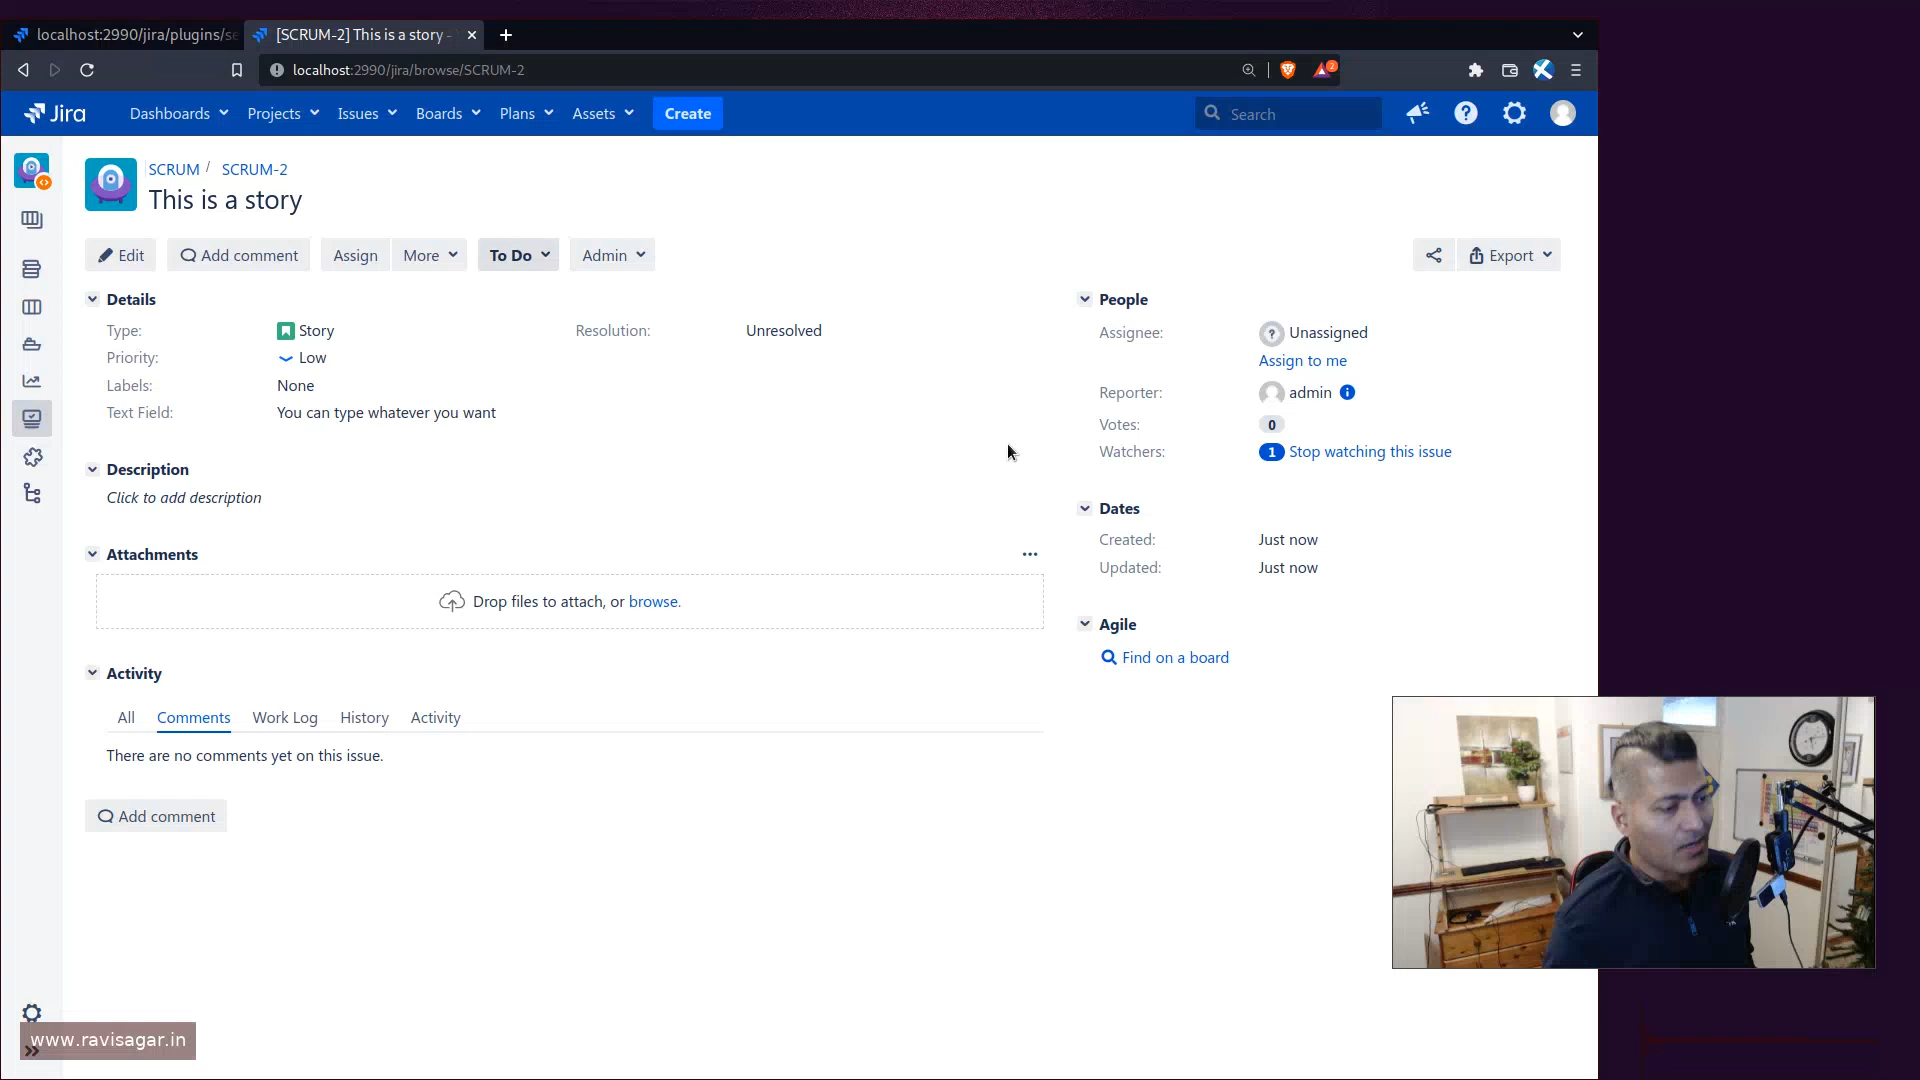 localhost:2990/jira/plugins/se
[SCRUM-2] This is a story -
localhost:2990/jira/browse/SCRUM-2
2
Jira
Dashboards
Projects
Issues
Boards
Plans
Assets
Create
Search
SCRUM / SCRUM-2
This is a story
Edit
Add comment
Assign
More
To Do
Admin
Export
Details
Type: Story
Resolution: Unresolved
Priority: Low
Labels: None
Text Field: You can type whatever you want
Description
Click to add description
Attachments
Drop files to attach, or browse.
Activity
All
Comments
Work Log
History
Activity
There are no comments yet on this issue.
Add comment
People
Assignee: Unassigned
Assign to me
Reporter: admin
Votes: 0
Watchers: 1 Stop watching this issue
Dates
Created: Just now
Updated: Just now
Agile
Find on a board
www.ravisagar.in